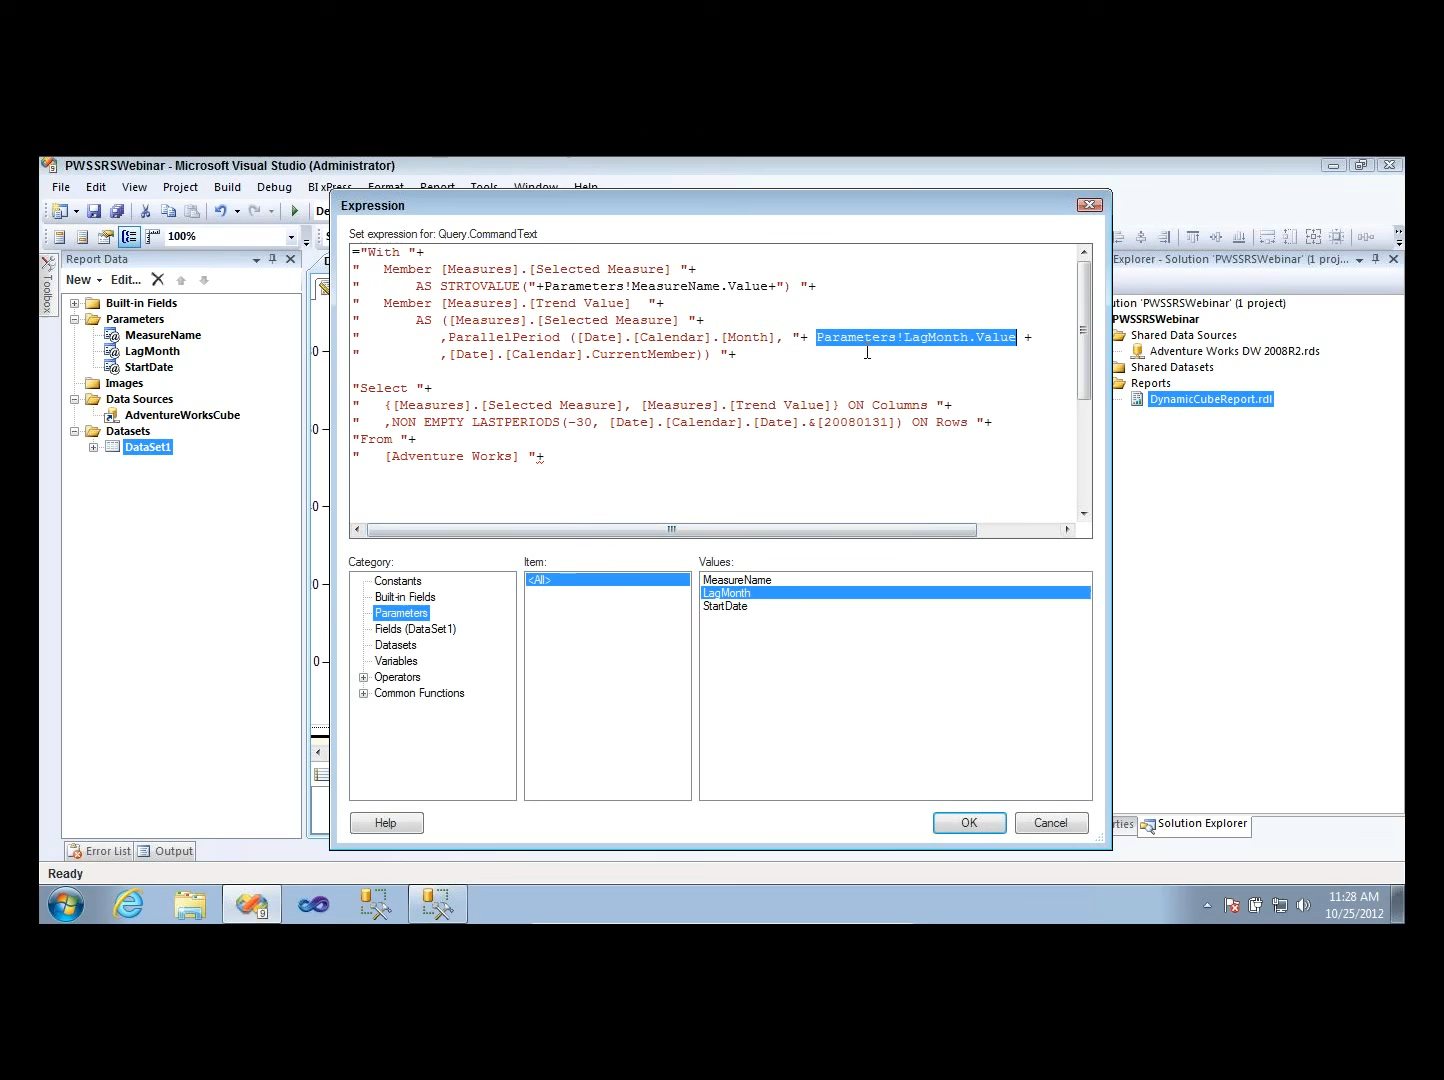 PWSSRSWebinar - Microsoft Visual Studio (Administrator)
File Edit View Project Build Debug BI xPress Format Report Tools Window Help
100%
Report Data
New Edit...
Toolbox
Built-in Fields
Parameters
MeasureName
LagMonth
StartDate
Images
Data Sources
AdventureWorksCube
Datasets
DataSet1
Error List Output
Ready
Expression
Set expression for: Query.CommandText
="With "+
" Member [Measures].[Selected Measure] "+
" AS STRTOVALUE("+Parameters!MeasureName.Value+") "+
" Member [Measures].[Trend Value] "+
" AS ([Measures].[Selected Measure] "+
" ,ParallelPeriod ([Date].[Calendar].[Month], "+ Parameters!LagMonth.Value +
" ,[Date].[Calendar].CurrentMember)) "+
"Select "+
" {[Measures].[Selected Measure], [Measures].[Trend Value]} ON Columns "+
" ,NON EMPTY LASTPERIODS(-30, [Date].[Calendar].[Date].&[20080131]) ON Rows "+
"From "+
" [Adventure Works] "+
Category:
Constants
Built-in Fields
Parameters
Fields (DataSet1)
Datasets
Variables
Operators
Common Functions
Item:
<All>
Values:
MeasureName
LagMonth
StartDate
Help OK Cancel
Explorer - Solution 'PWSSRSWebinar' (1 proj...
ution 'PWSSRSWebinar' (1 project)
PWSSRSWebinar
Shared Data Sources
Adventure Works DW 2008R2.rds
Shared Datasets
Reports
DynamicCubeReport.rdl
rties Solution Explorer
11:28 AM
10/25/2012